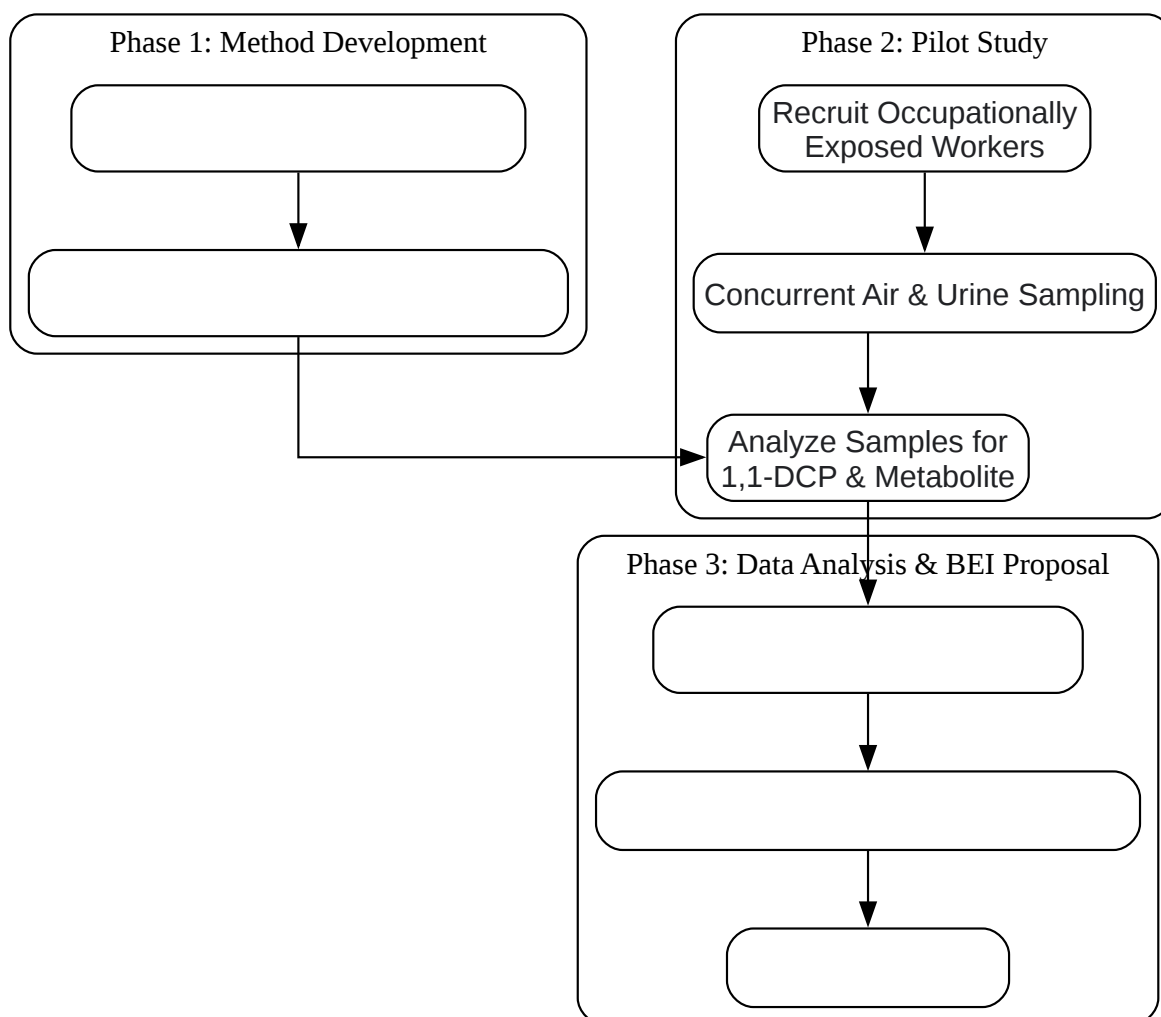 Phase 1: Method Development
Phase 2: Pilot Study
Recruit Occupationally
Exposed Workers
Concurrent Air & Urine Sampling
Analyze Samples for
1,1-DCP & Metabolite
Phase 3: Data Analysis & BEI Proposal